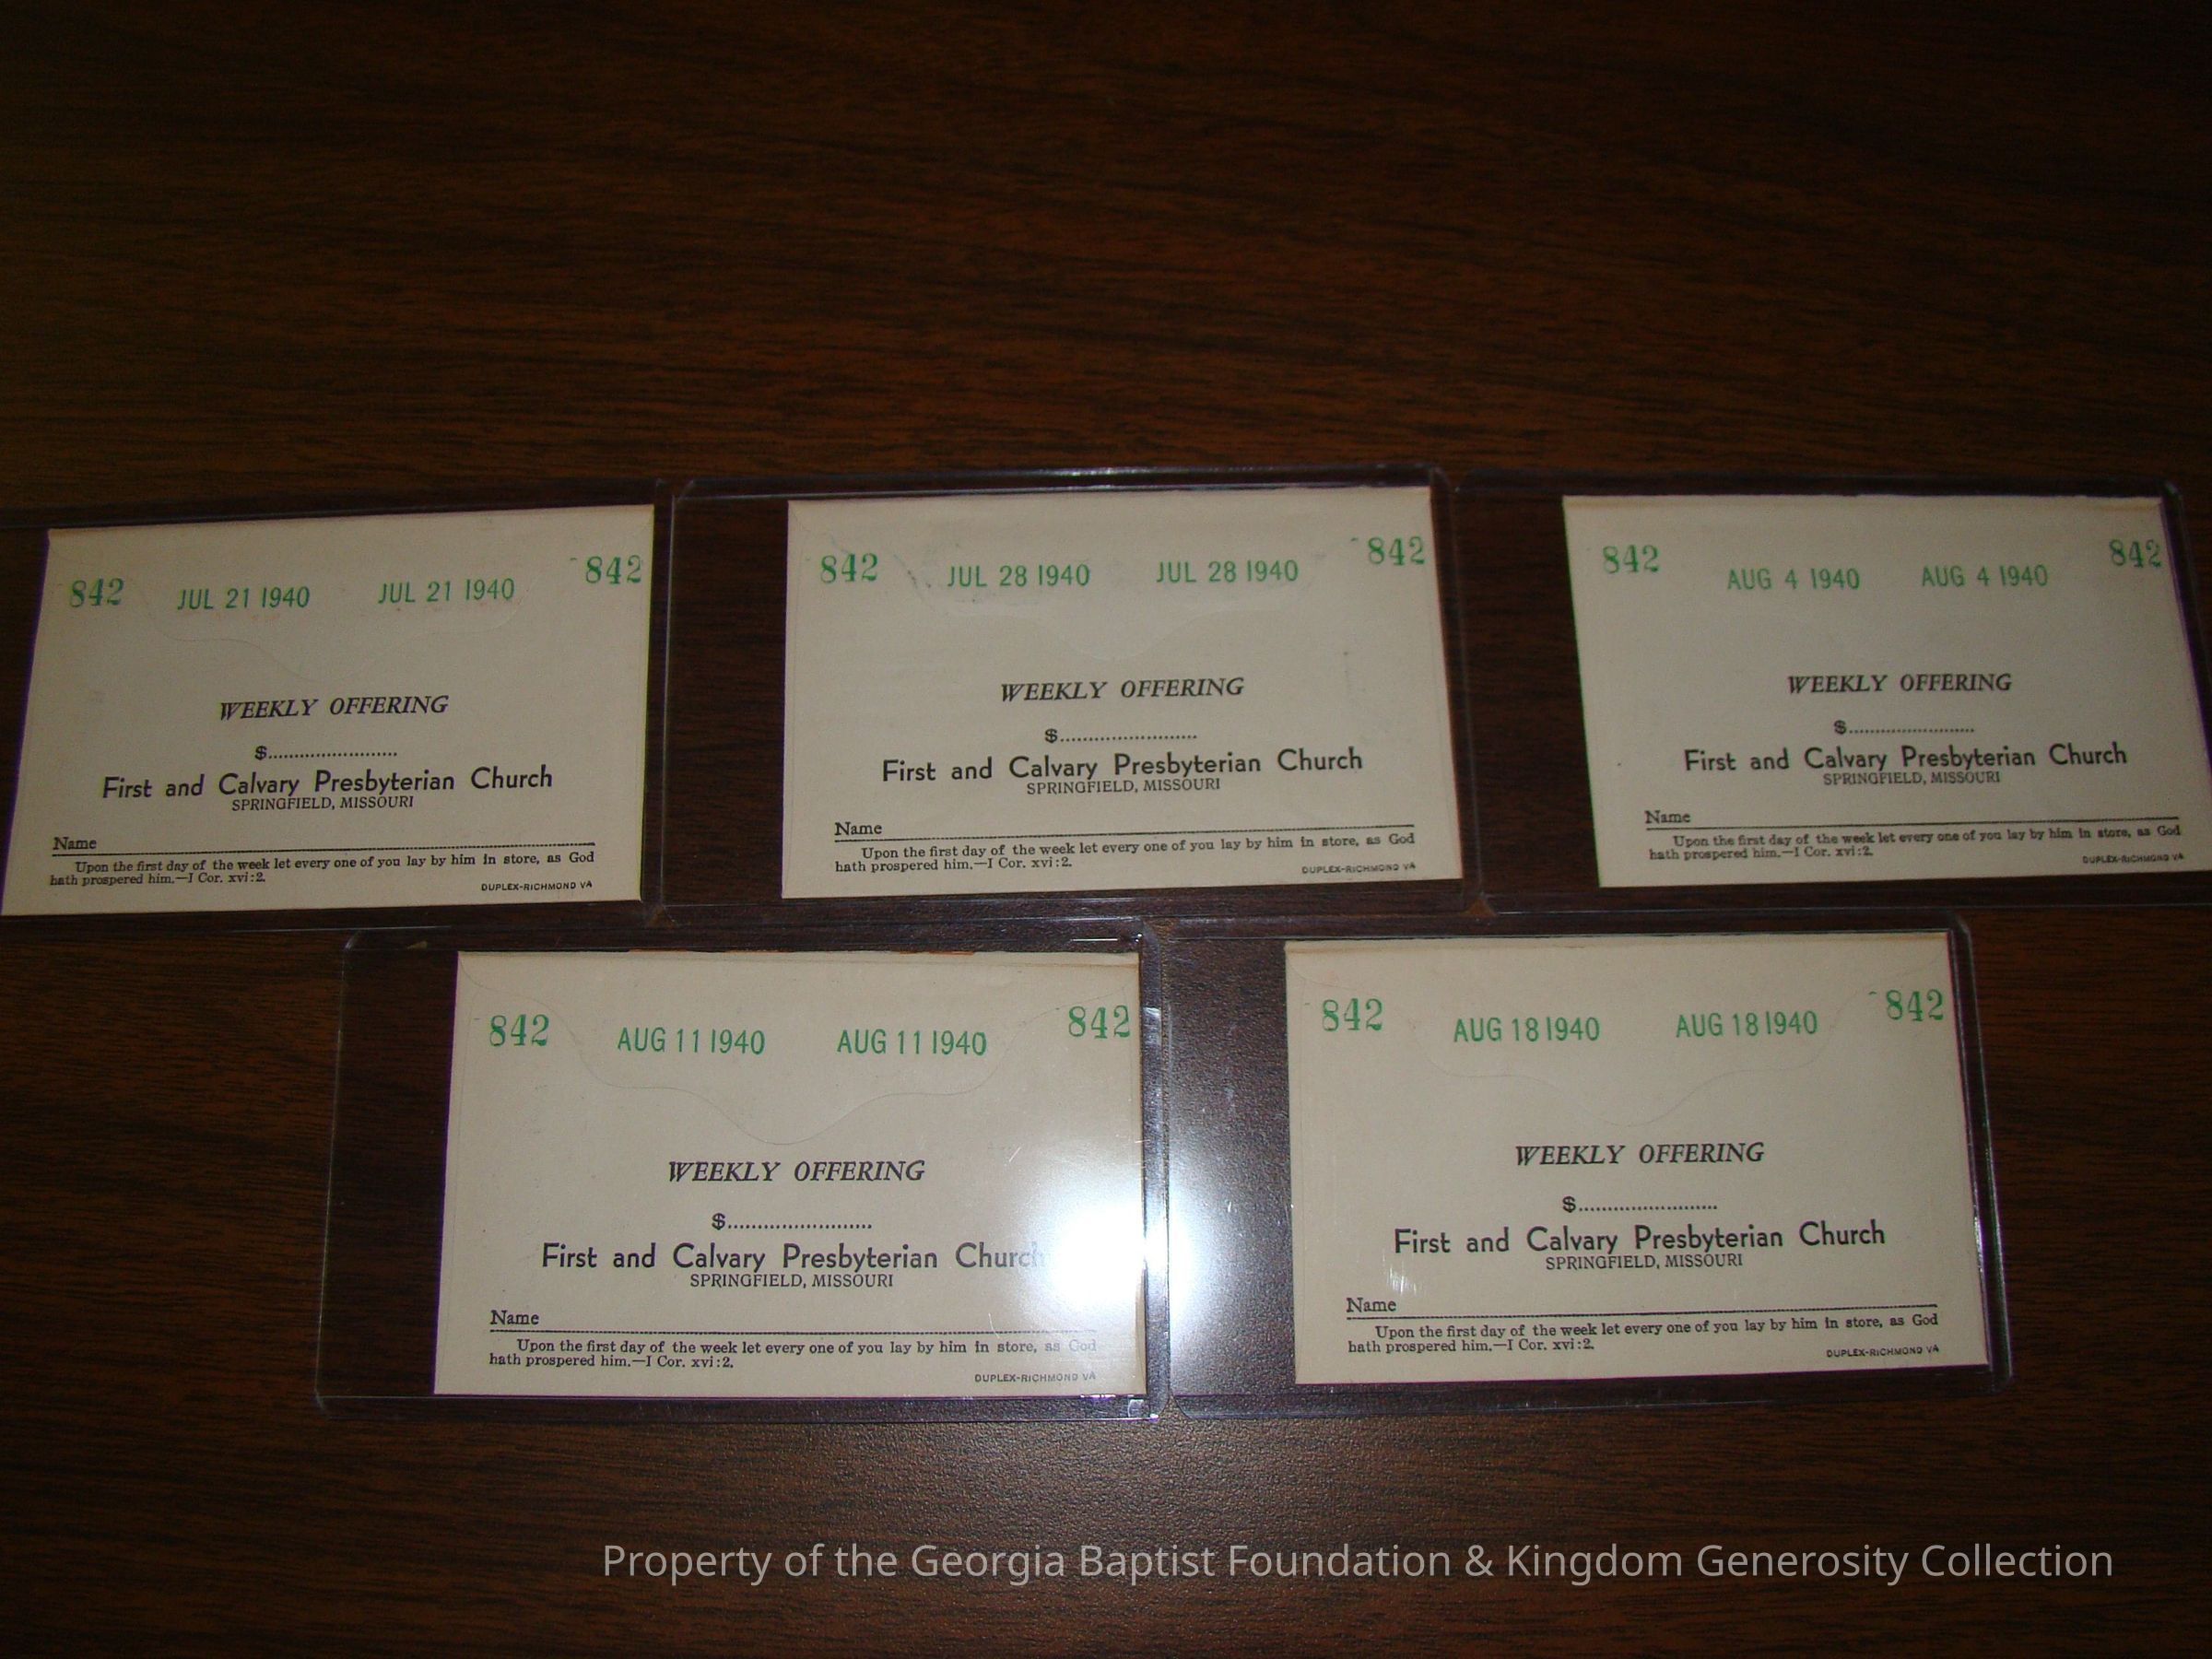 842 JUL 21 1940 JUL 21 1940 842
WEEKLY OFFERING
$........................
First and Calvary Presbyterian Church
SPRINGFIELD, MISSOURI
Name
Upon the first day of the week let every one of you lay by him in store, as God
hath prospered him.—I Cor. xvi:2.
DUPLEX-RICHMOND VA
842 JUL 28 1940 JUL 28 1940 842
WEEKLY OFFERING
$........................
First and Calvary Presbyterian Church
SPRINGFIELD, MISSOURI
Name
Upon the first day of the week let every one of you lay by him in store, as God
hath prospered him.—I Cor. xvi:2.
DUPLEX-RICHMOND VA
842 AUG 4 1940 AUG 4 1940 842
WEEKLY OFFERING
$........................
First and Calvary Presbyterian Church
SPRINGFIELD, MISSOURI
Name
Upon the first day of the week let every one of you lay by him in store, as God
hath prospered him.—I Cor. xvi:2.
DUPLEX-RICHMOND VA
842 AUG 11 1940 AUG 11 1940 842
WEEKLY OFFERING
$........................
First and Calvary Presbyterian Church
SPRINGFIELD, MISSOURI
Name
Upon the first day of the week let every one of you lay by him in store, as God
hath prospered him.—I Cor. xvi:2.
DUPLEX-RICHMOND VA
842 AUG 18 1940 AUG 18 1940 842
WEEKLY OFFERING
$........................
First and Calvary Presbyterian Church
SPRINGFIELD, MISSOURI
Name
Upon the first day of the week let every one of you lay by him in store, as God
hath prospered him.—I Cor. xvi:2.
DUPLEX-RICHMOND VA
Property of the Georgia Baptist Foundation & Kingdom Generosity Collection